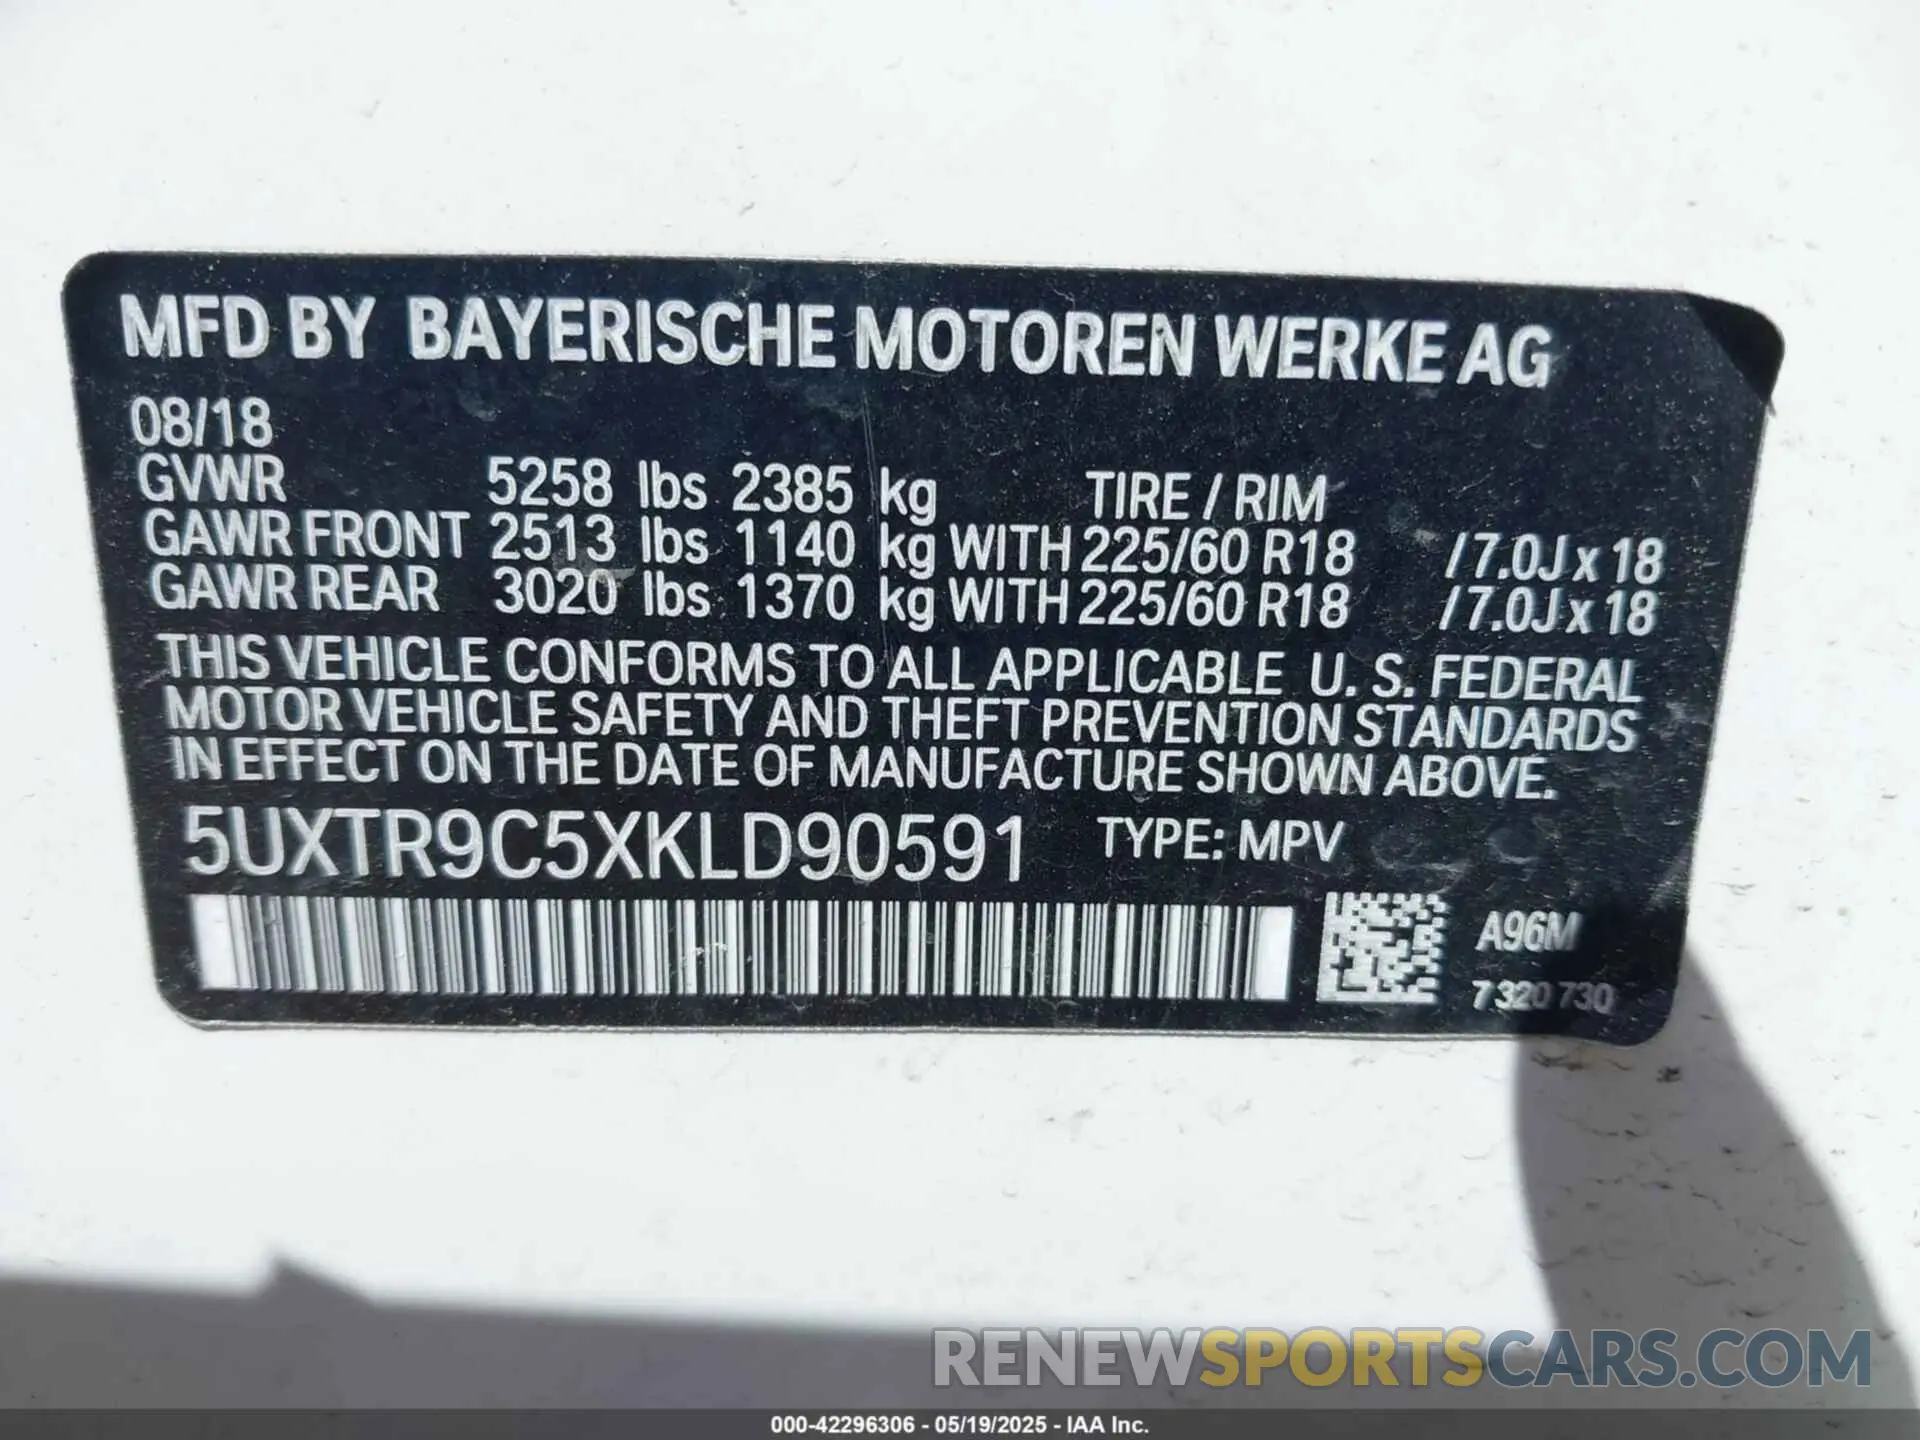 MFD BY BAYERISCHE MOTOREN WERKE AG
08/18
GVWR 5258 lbs 2385 kg TIRE / RIM
GAWR FRONT 2513 lbs 1140 kg WITH 225/60 R18 / 7.0J x 18
GAWR REAR 3020 lbs 1370 kg WITH 225/60 R18 / 7.0J x 18
THIS VEHICLE CONFORMS TO ALL APPLICABLE U. S. FEDERAL
MOTOR VEHICLE SAFETY AND THEFT PREVENTION STANDARDS
IN EFFECT ON THE DATE OF MANUFACTURE SHOWN ABOVE.
5UXTR9C5XKLD90591 TYPE: MPV
A96M
7 320 730
RENEWSPORTSCARS.COM
000-42296306 - 05/19/2025 - IAA Inc.